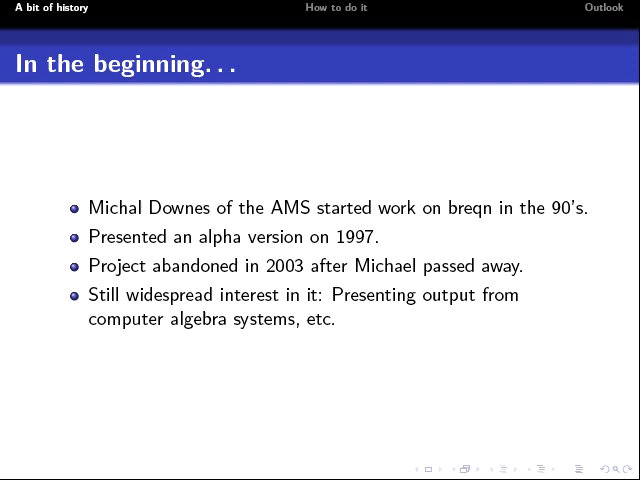 A bit of history How to do it Outlook
In the beginning. . .
Michal Downes of the AMS started work on breqn in the 90's.
Presented an alpha version on 1997.
Project abandoned in 2003 after Michael passed away.
Still widespread interest in it: Presenting output from
computer algebra systems, etc.